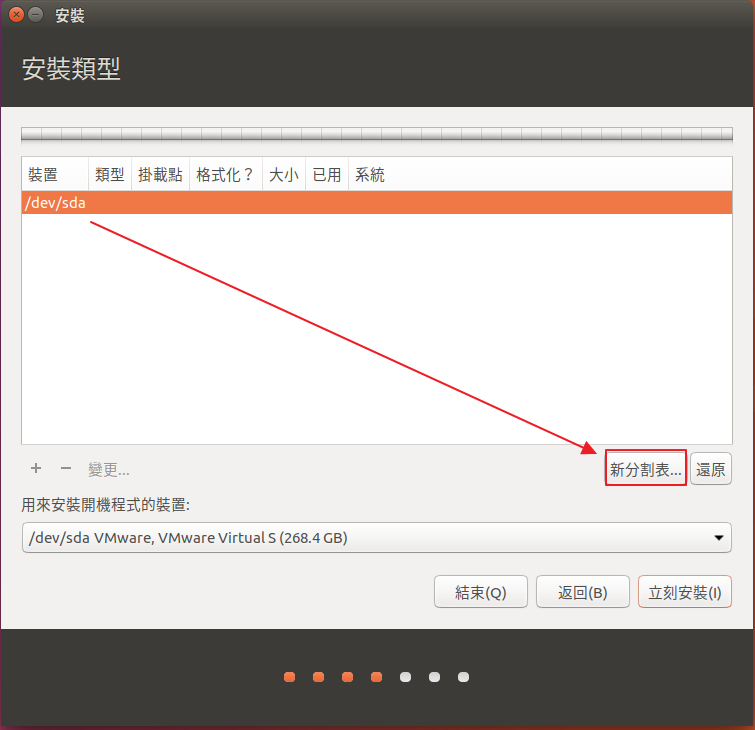 安裝
安裝類型
裝置 類型 掛載點 格式化？ 大小 已用 系統
/dev/sda
+ − 變更... 新分割表... 還原
用來安裝開機程式的裝置:
/dev/sda VMware, VMware Virtual S (268.4 GB)
結束(Q) 返回(B) 立刻安裝(I)